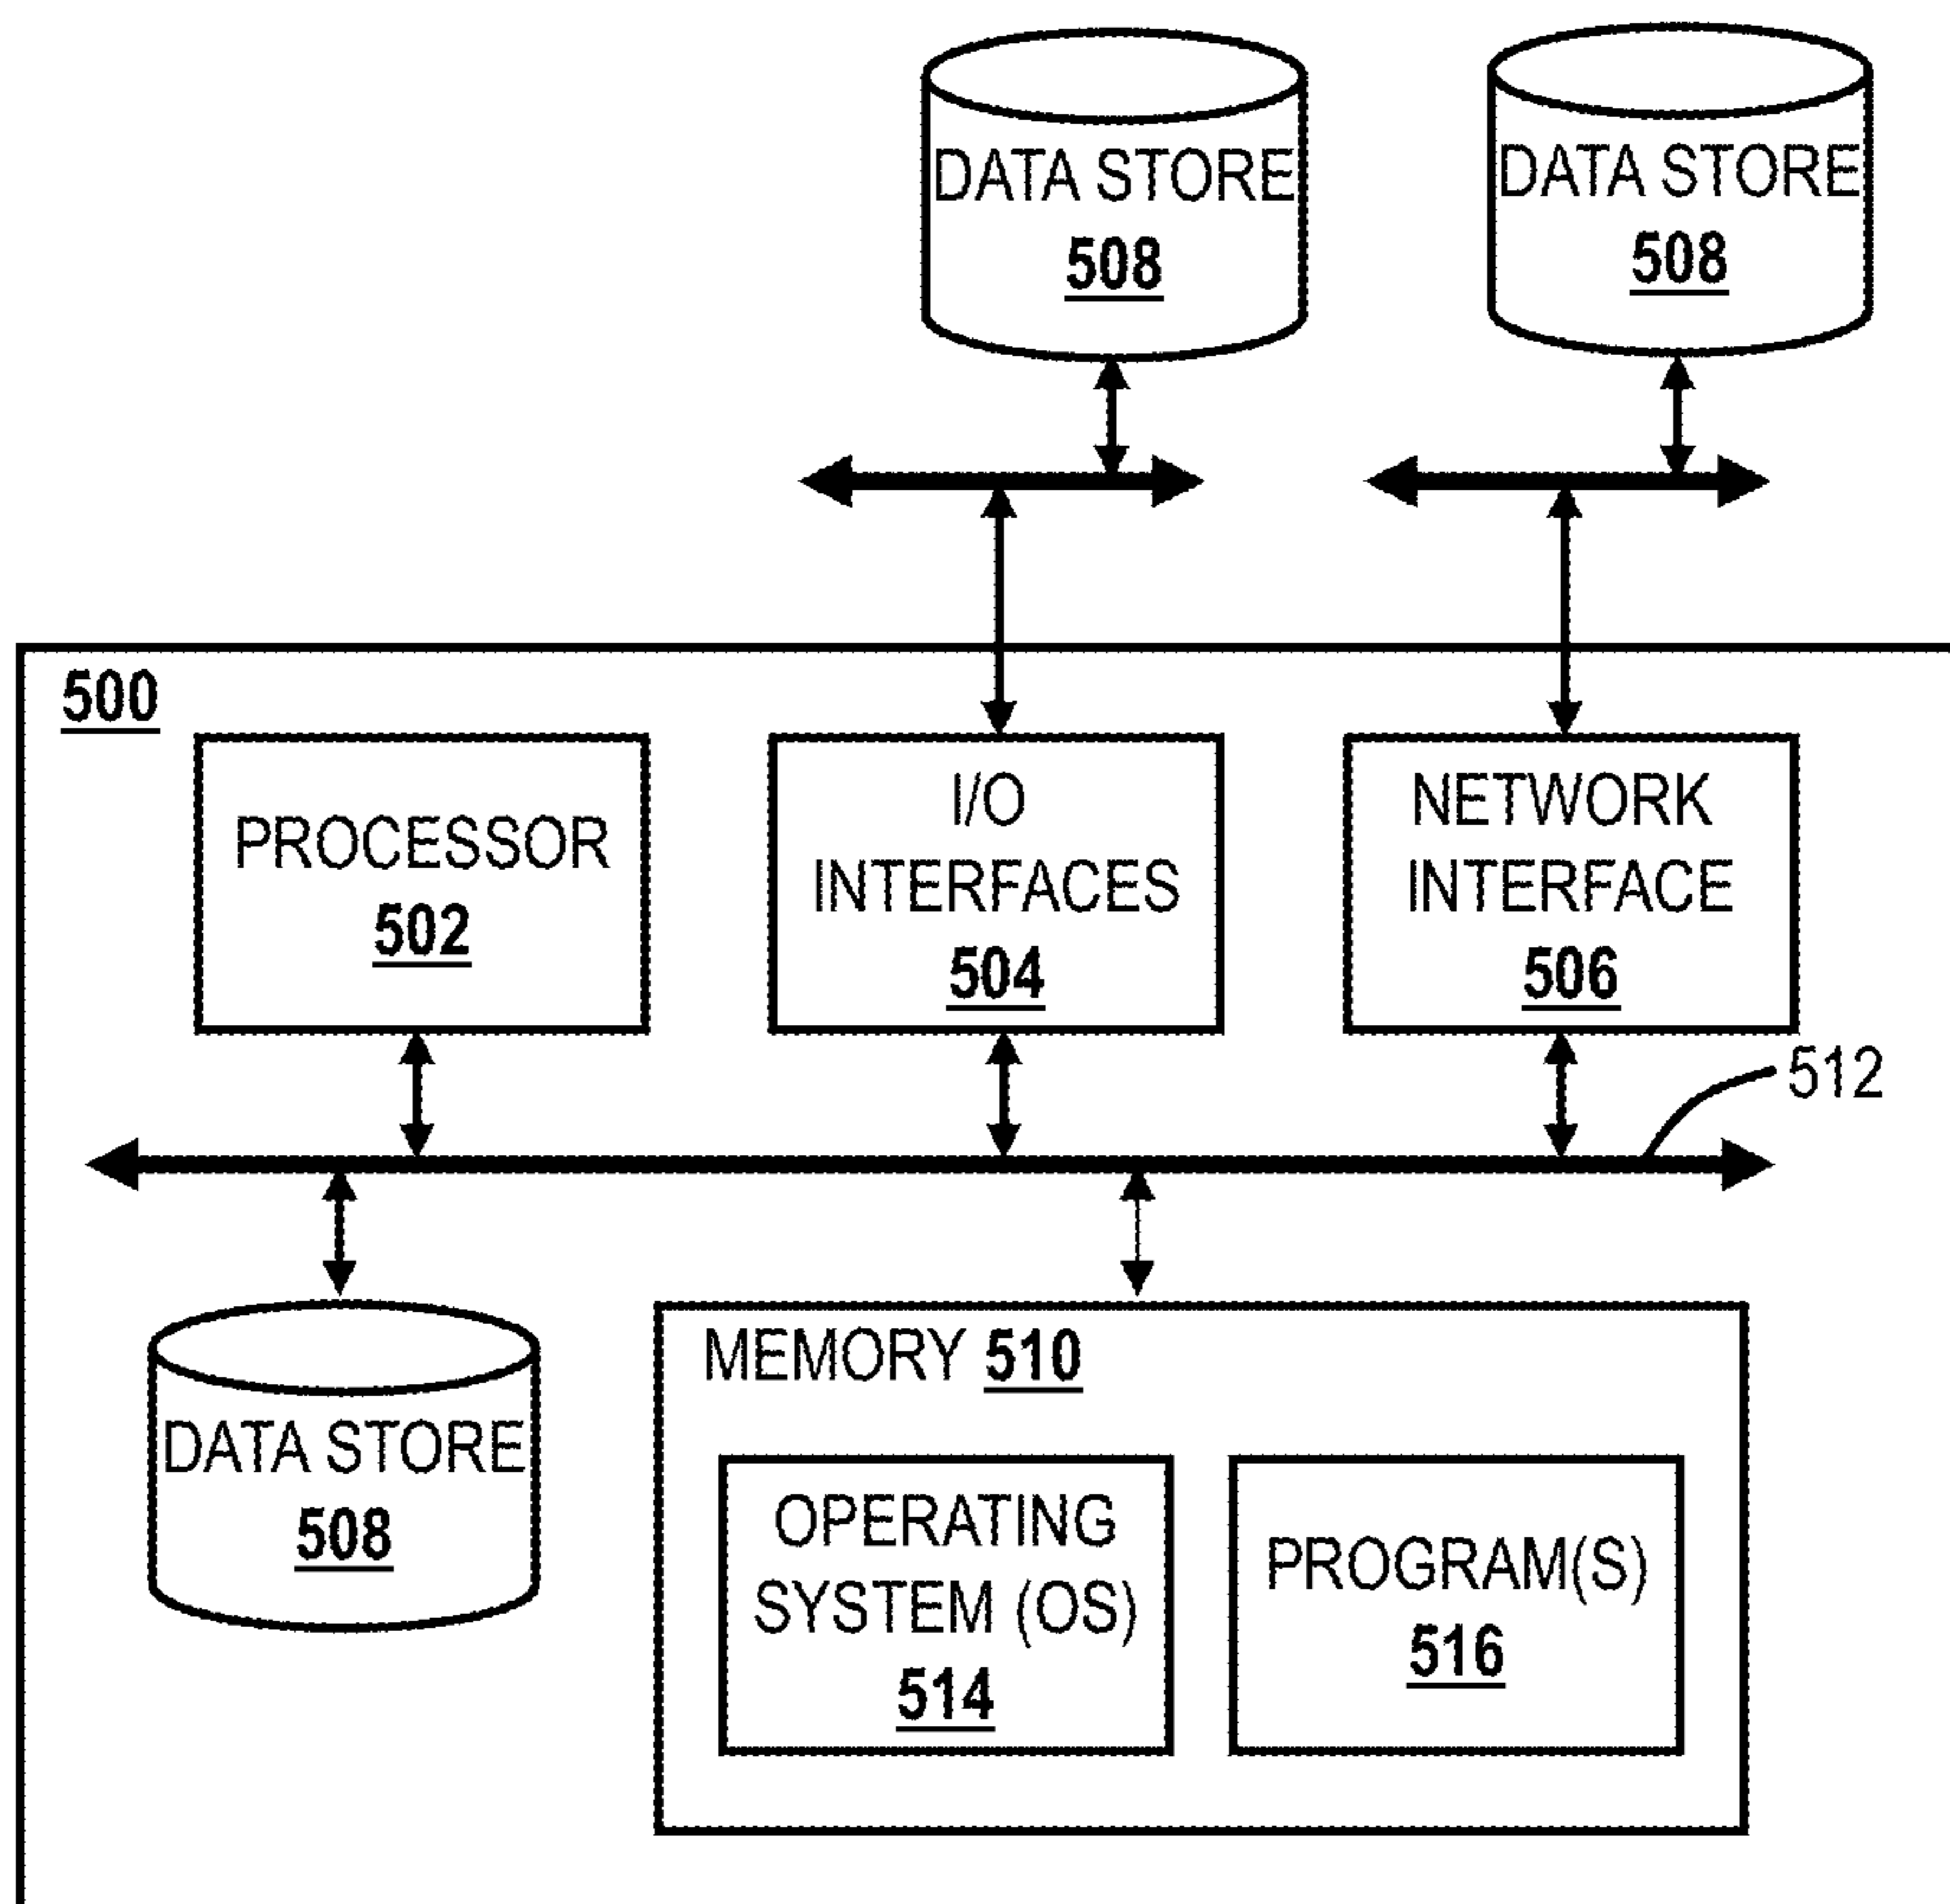 DATA STORE
508
DATA STORE
508
500
PROCESSOR
502
I/O
INTERFACES
504
NETWORK
INTERFACE
506
512
DATA STORE
508
MEMORY 510
OPERATING
SYSTEM (OS)
514
PROGRAM(S)
516